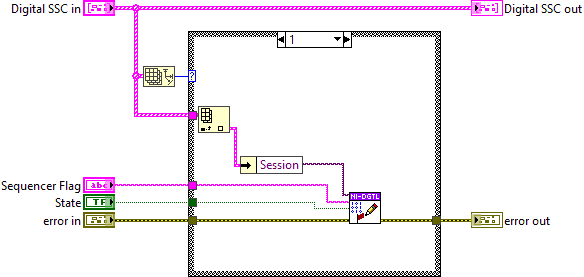 Digital SSC in
Digital SSC out
1
?
Session
Sequencer Flag
abc
NI-DGTL
State
TF
error in
error out